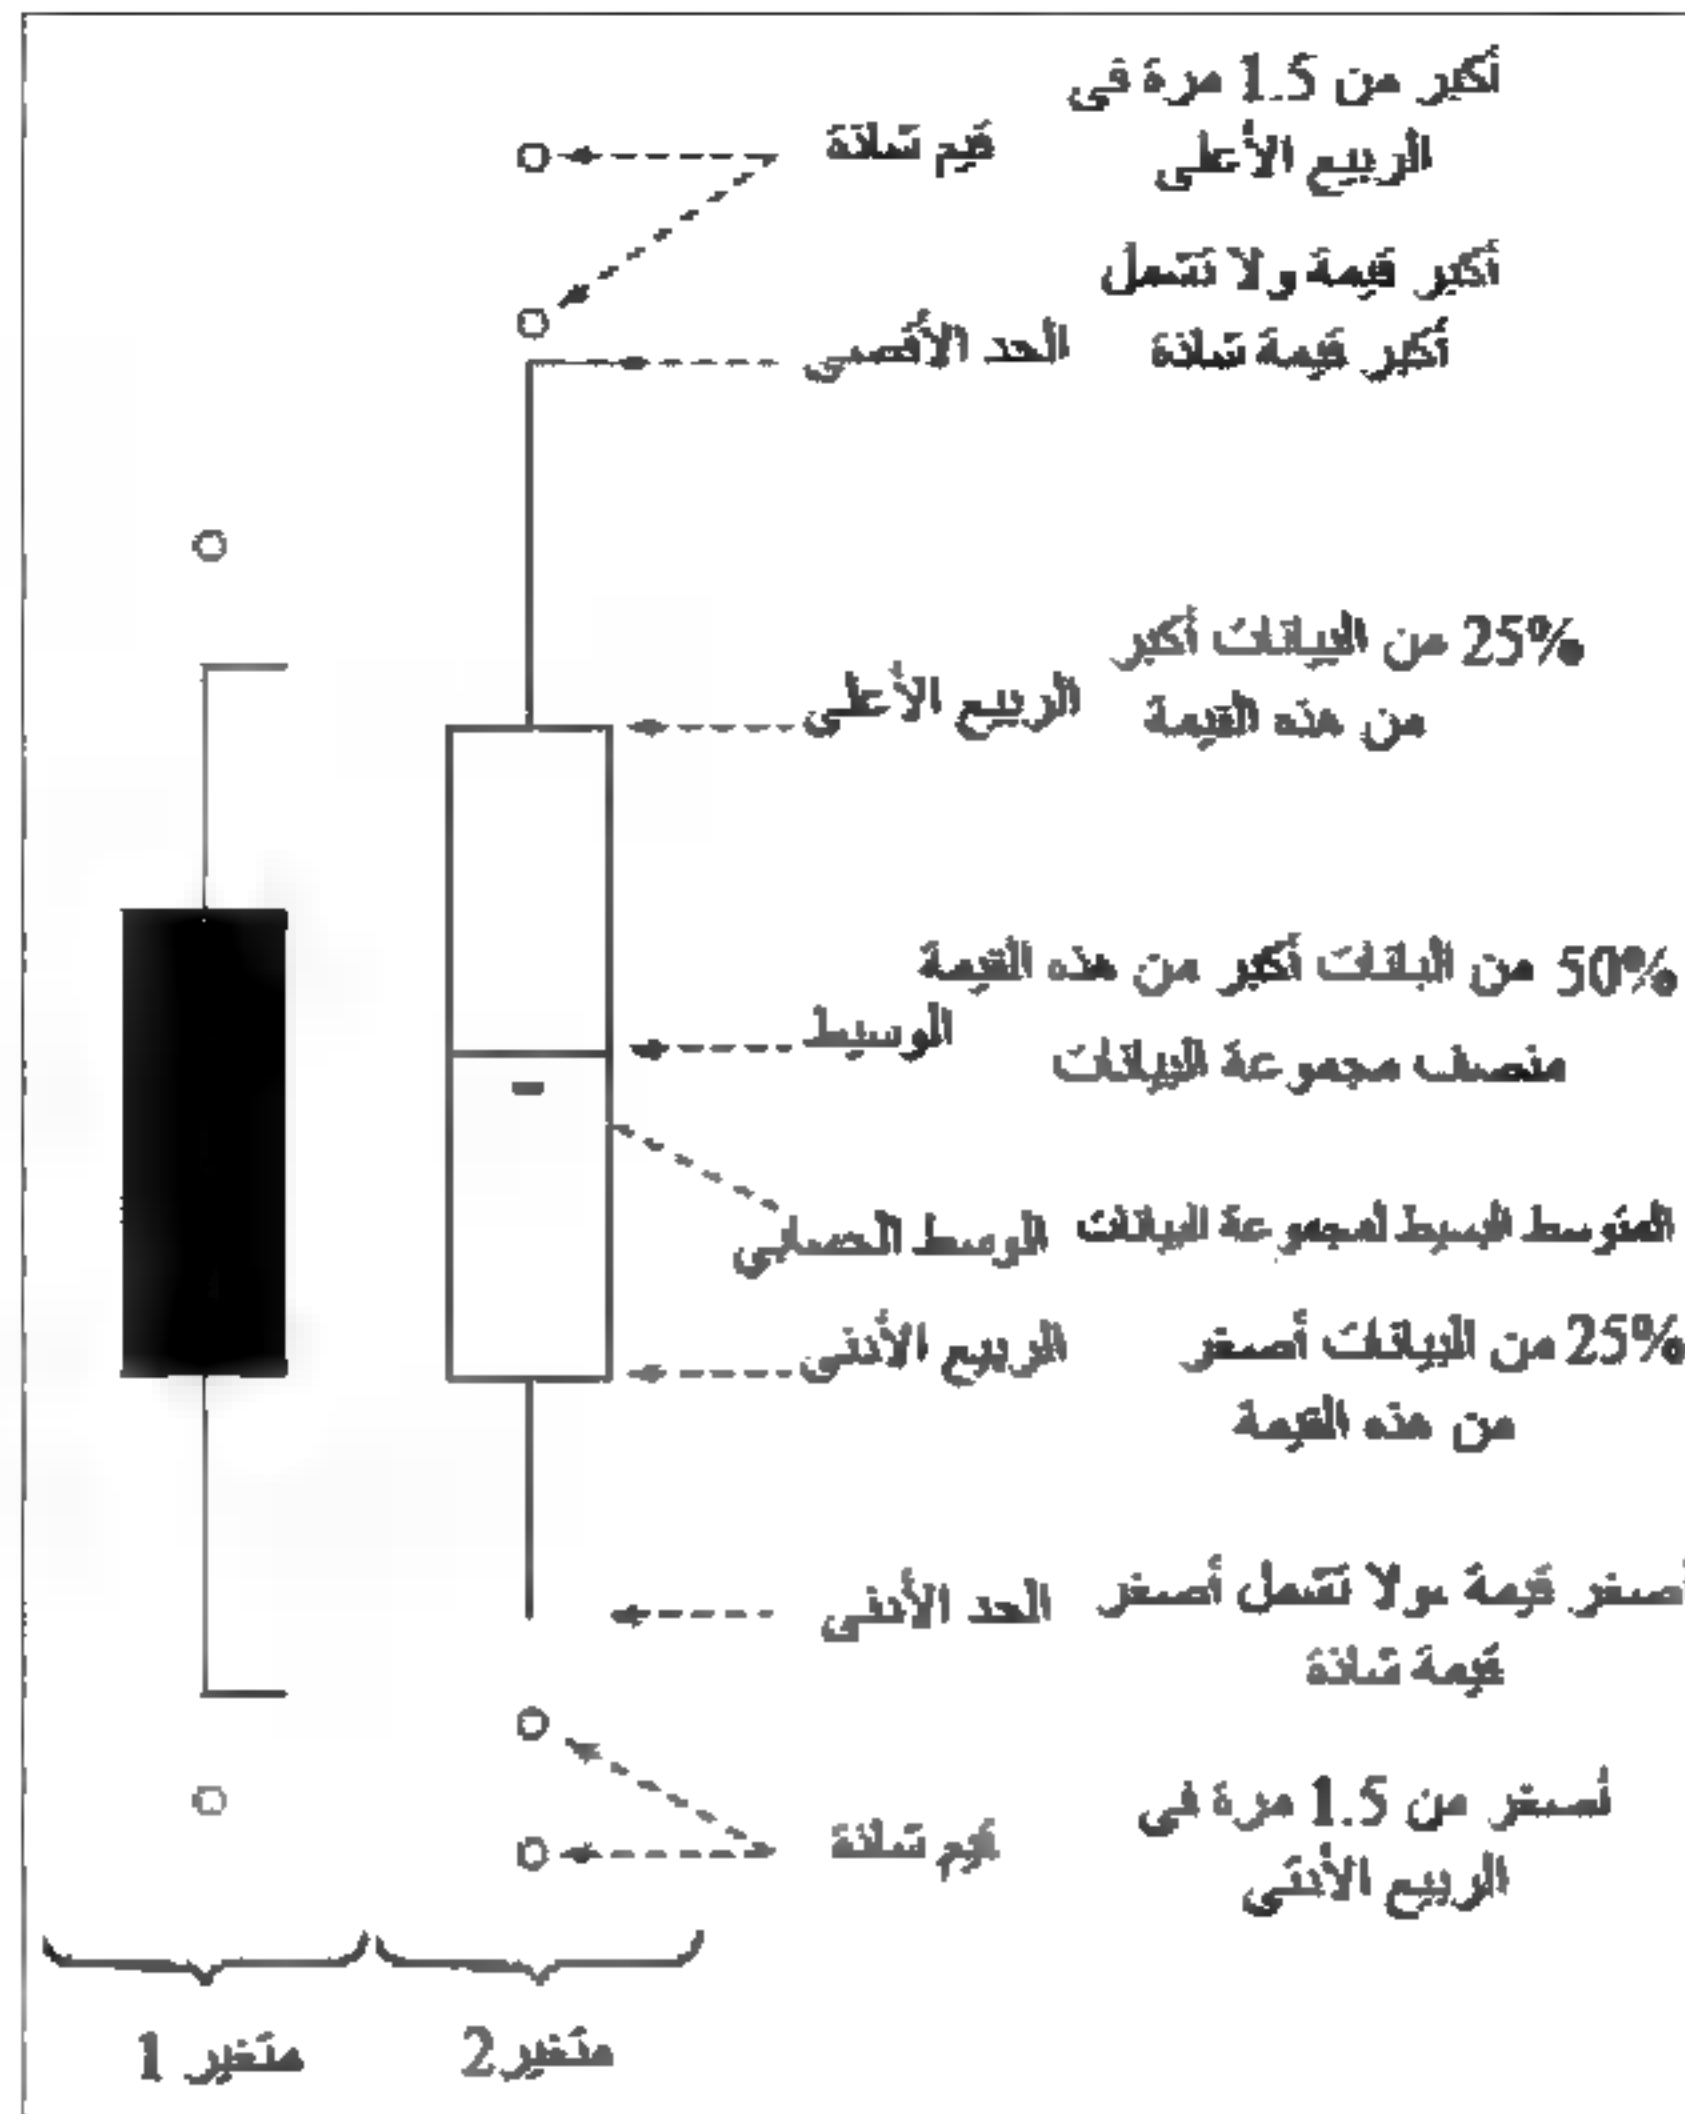 أكبر من 1.5 مرة في
الربيع الأعلى
قيم شاذة
أكبر قيمة ولا تشمل
أكبر قيمة شاذة
الحد الأقصى
25% من البيانات أكبر
من هذه القيمة
الربيع الأعلى
50% من البيانات أكبر من هذه القيمة
الوسيط
منصف مجموعة البيانات
المتوسط البسيط لمجموعة البيانات
الوسط الحسابي
25% من البيانات أصغر
من هذه القيمة
الربيع الأدنى
أصغر قيمة ولا تشمل أصغر
قيمة شاذة
الحد الأدنى
أصغر من 1.5 مرة في
الربيع الأدنى
قيم شاذة
متغير 1
متغير 2